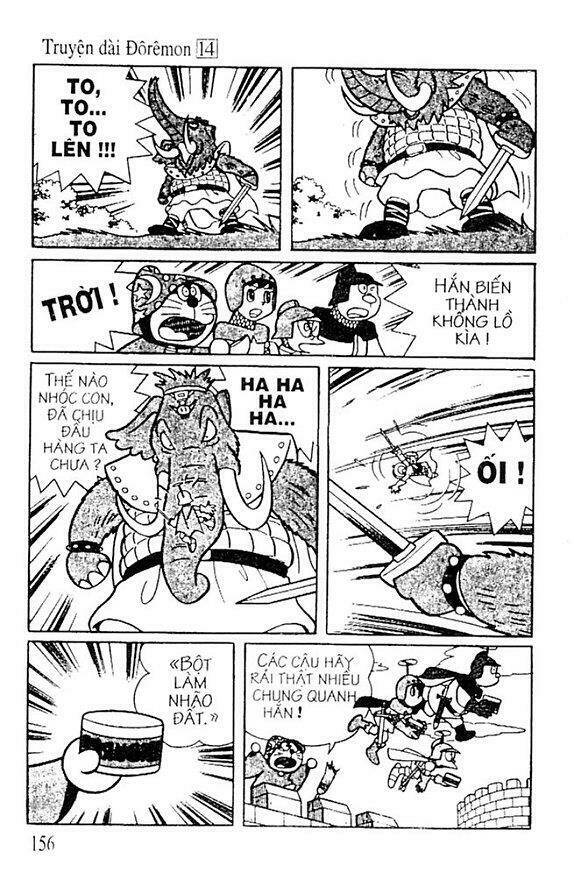 Truyện dài Đôrêmon 14
TO,
TO...
TO
LÊN !!!
TRỜI !
HẮN BIẾN
THÀNH
KHỔNG LỒ
KÌA !
THẾ NÀO
NHÓC CON,
ĐÃ CHỊU
ĐẦU
HÀNG TA
CHƯA ?
HA HA
HA
HA...
ỐI !
«BỘT
LÀM
NHÃO
ĐẤT.»
CÁC CẬU HÃY
RẢI THẬT NHIỀU
CHUNG QUANH
HẮN !
156